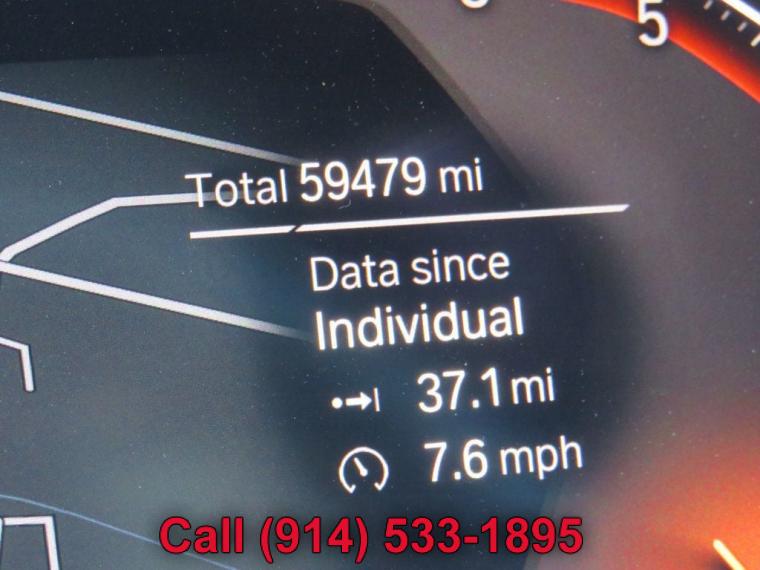 5
Total 59479 mi
Data since
Individual
37.1 mi
7.6 mph
Call (914) 533-1895